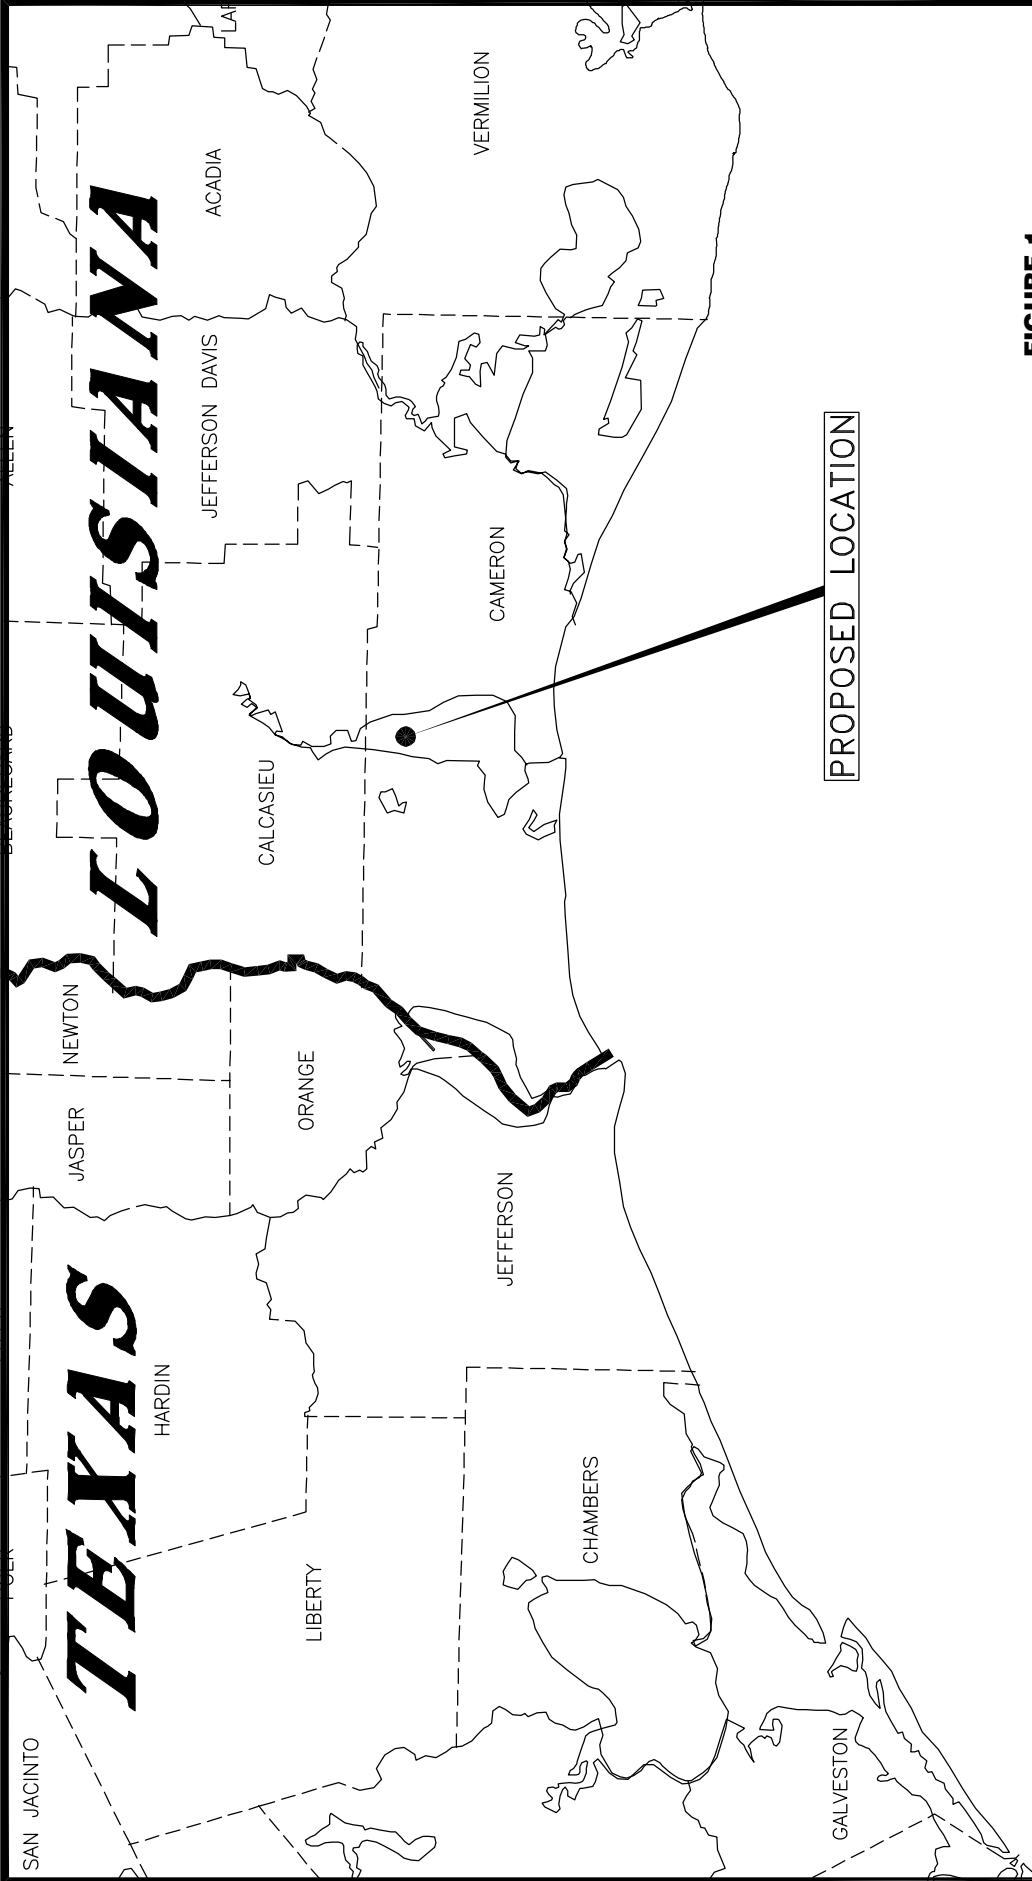 TEXAS
LOUISIANA
SAN JACINTO
LIBERTY
HARDIN
JASPER
NEWTON
ORANGE
JEFFERSON
CHAMBERS
GALVESTON
CALCASIEU
JEFFERSON DAVIS
ACADIA
CAMERON
VERMILION
PROPOSED LOCATION